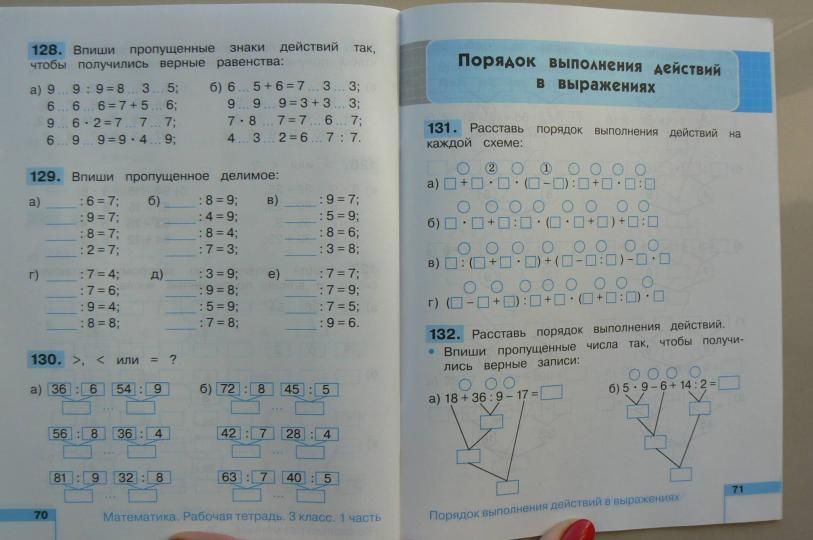 128. Впиши пропущенные знаки действий так,
чтобы получились верные равенства:
а) 9 ... 9 : 9 = 8 ... 3 ... 5;
6 ... 6 ... 6 = 7 + 5 ... 6;
9 ... 6 · 2 = 7 ... 7 ... 7;
6 ... 9 ... 9 = 9 · 4 ... 9;
б) 6 ... 5 + 6 = 7 ... 3 ... 3;
9 ... 9 ... 9 = 3 + 3 ... 3;
7 · 8 ... 7 = 7 ... 6 ... 7;
4 ... 3 ... 2 = 6 ... 7 : 7.
129. Впиши пропущенное делимое:
а) ____ : 6 = 7;
____ : 9 = 7;
____ : 8 = 7;
____ : 2 = 7;
б) ____ : 8 = 9;
____ : 4 = 9;
____ : 8 = 4;
____ : 7 = 3;
в) ____ : 9 = 7;
____ : 5 = 9;
____ : 8 = 6;
____ : 3 = 8;
г) ____ : 7 = 4;
____ : 7 = 6;
____ : 9 = 4;
____ : 8 = 8;
д) ____ : 3 = 9;
____ : 9 = 8;
____ : 5 = 9;
____ : 7 = 8;
е) ____ : 7 = 7;
____ : 7 = 9;
____ : 7 = 5;
____ : 9 = 6.
130. >, < или = ?
а) 36 : 6 54 : 9
...
56 : 8 36 : 4
...
81 : 9 32 : 8
...
б) 72 : 8 45 : 5
...
42 : 7 28 : 4
...
63 : 7 40 : 5
...
70 Математика. Рабочая тетрадь. 3 класс. 1 часть
Порядок выполнения действий
в выражениях
131. Расставь порядок выполнения действий на
каждой схеме:
○ ② ○ ① ○ ○ ○ ○
а) □ + □ · □ · (□ − □) : □ + □ · □ : □
б) □ · □ + □ : □ · (□ · □ + □) + □ : □
в) □ : (□ + □ · □) + (□ − □ : □) − □ · □
г) (□ − □ + □) : □ + □ · (□ + □ : □) · □
132. Расставь порядок выполнения действий.
• Впиши пропущенные числа так, чтобы получи-
лись верные записи:
а) 18 + 36 : 9 − 17 = □
б) 5 · 9 − 6 + 14 : 2 = □
71
Порядок выполнения действий в выражениях